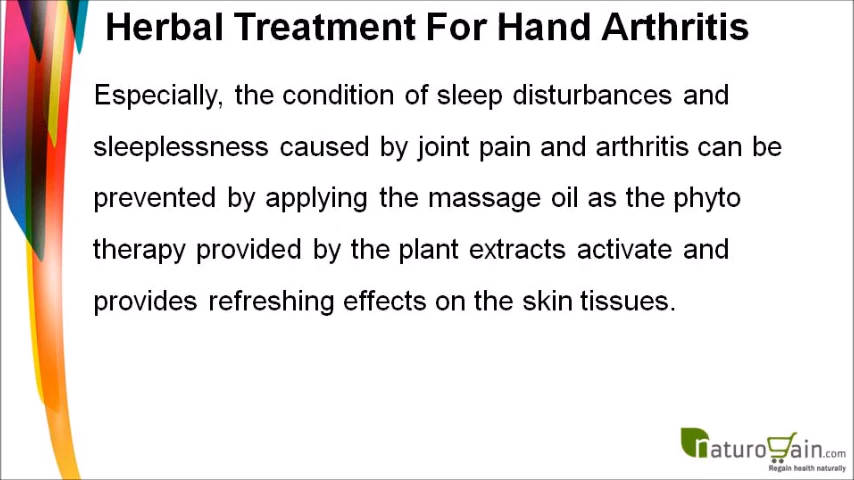 Herbal Treatment For Hand Arthritis
Especially, the condition of sleep disturbances and
sleeplessness caused by joint pain and arthritis can be
prevented by applying the massage oil as the phyto
therapy provided by the plant extracts activate and
provides refreshing effects on the skin tissues.
naturogain.com
Regain health naturally